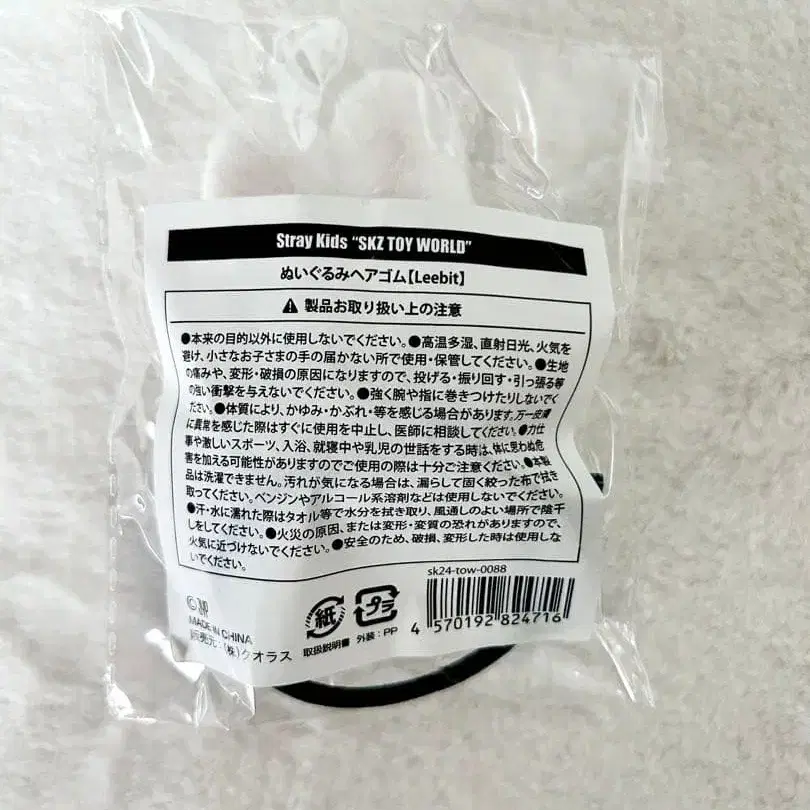 Stray Kids “SKZ TOY WORLD”
ぬいぐるみヘアゴム【Leebit】
⚠ 製品お取り扱い上の注意
●本来の目的以外に使用しないでください。●高温多湿、直射日光、火気を
避け、小さなお子さまの手の届かない所で使用・保管してください。●生地
の痛みや、変形・破損の原因になりますので、投げる・振り回す・引っ張る等
の強い衝撃を与えないでください。●強く腕や指に巻きつけたりしないでく
ださい。●体質により、かゆみ・かぶれ・等を感じる場合があります。万一皮膚
に異常を感じた際はすぐに使用を中止し、医師に相談してください。●力仕
事や激しいスポーツ、入浴、就寝中や乳児の世話をする時は、体に思わぬ危
害を加える可能性がありますのでご使用の際は十分ご注意ください。●本製
品は洗濯できません。汚れが気になる場合は、濡らして固く絞った布で拭き
取ってください。ベンジンやアルコール系溶剤などは使用しないでください。
●汗・水に濡れた際はタオル等で水分を拭き取り、風通しのよい場所で陰干
しをしてください。●火災の原因、または変形・変質の恐れがありますので、
火気に近づけないでください。●安全のため、破損、変形した時は使用しな
いでください。
sk24-tow-0088
© JYP
MADE IN CHINA
販売元：(株)クオラス
紙
取扱説明書
プラ
外装：PP
4 570192 824716